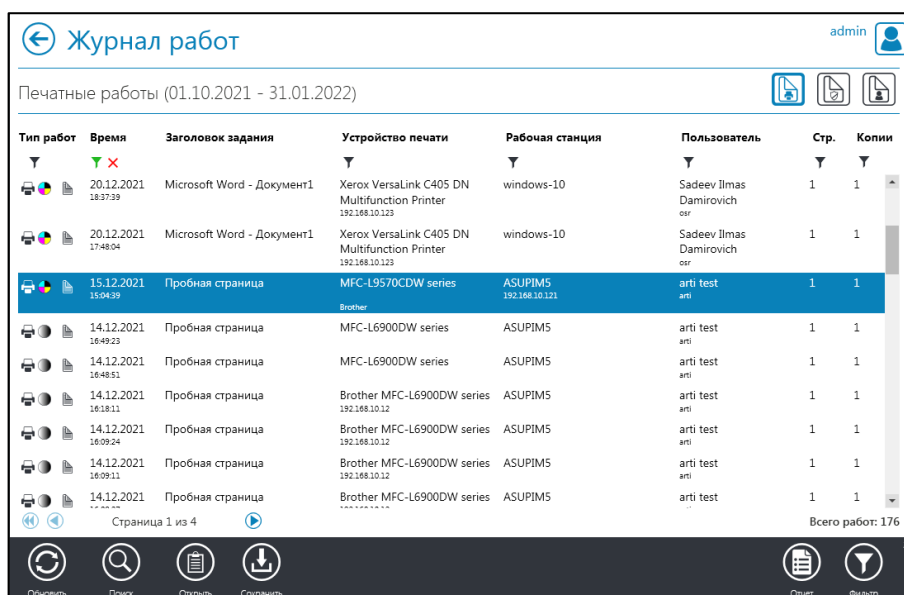 Журнал работ
admin
Печатные работы (01.10.2021 - 31.01.2022)
Тип работ Время Заголовок задания Устройство печати Рабочая станция Пользователь Стр. Копии
20.12.2021 Microsoft Word - Документ1 Xerox VersaLink C405 DN windows-10 Sadeev Ilmas 1 1
18:37:39 Multifunction Printer Damirovich
192.168.10.123 osr
20.12.2021 Microsoft Word - Документ1 Xerox VersaLink C405 DN windows-10 Sadeev Ilmas 1 1
17:48:04 Multifunction Printer Damirovich
192.168.10.123 osr
15.12.2021 Пробная страница MFC-L9570CDW series ASUPIM5 arti test 1 1
15:04:39 192.168.10.121 arti
Brother
14.12.2021 Пробная страница MFC-L6900DW series ASUPIM5 arti test 1 1
16:49:23 arti
14.12.2021 Пробная страница MFC-L6900DW series ASUPIM5 arti test 1 1
16:48:51 arti
14.12.2021 Пробная страница Brother MFC-L6900DW series ASUPIM5 arti test 1 1
16:18:11 192.168.10.12 arti
14.12.2021 Пробная страница Brother MFC-L6900DW series ASUPIM5 arti test 1 1
16:09:24 192.168.10.12 arti
14.12.2021 Пробная страница Brother MFC-L6900DW series ASUPIM5 arti test 1 1
16:09:11 192.168.10.12 arti
14.12.2021 Пробная страница Brother MFC-L6900DW series ASUPIM5 arti test 1 1
Страница 1 из 4 Всего работ: 176
Обновить Поиск Открыть Сохранить Отчет Фильтр